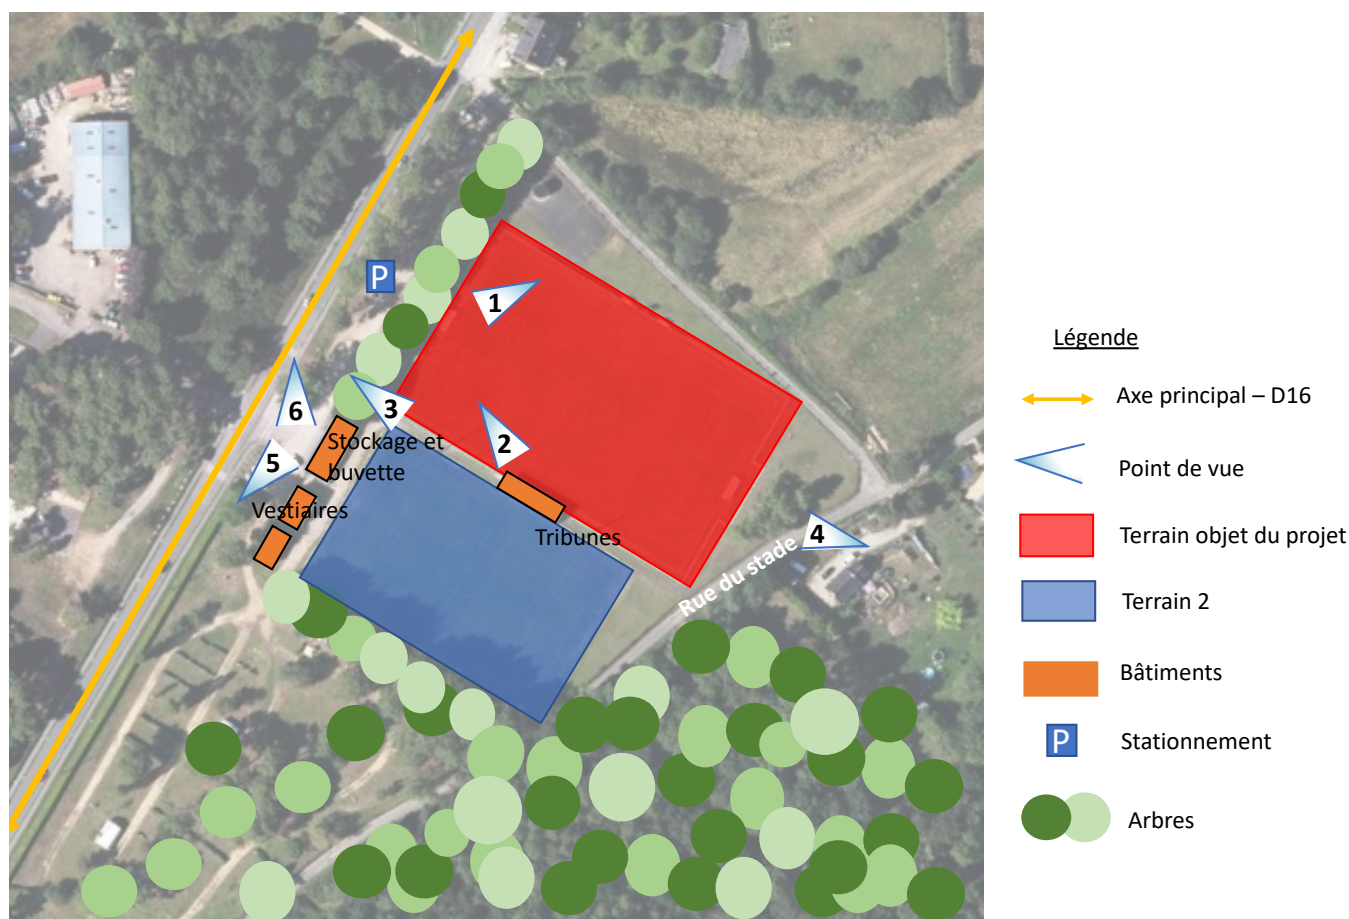 P
1
3
6
2
Stockage et
buvette
5
Vestiaires
Tribunes
4
Rue du stade
Légende
Axe principal – D16
Point de vue
Terrain objet du projet
Terrain 2
Bâtiments
P
Stationnement
Arbres